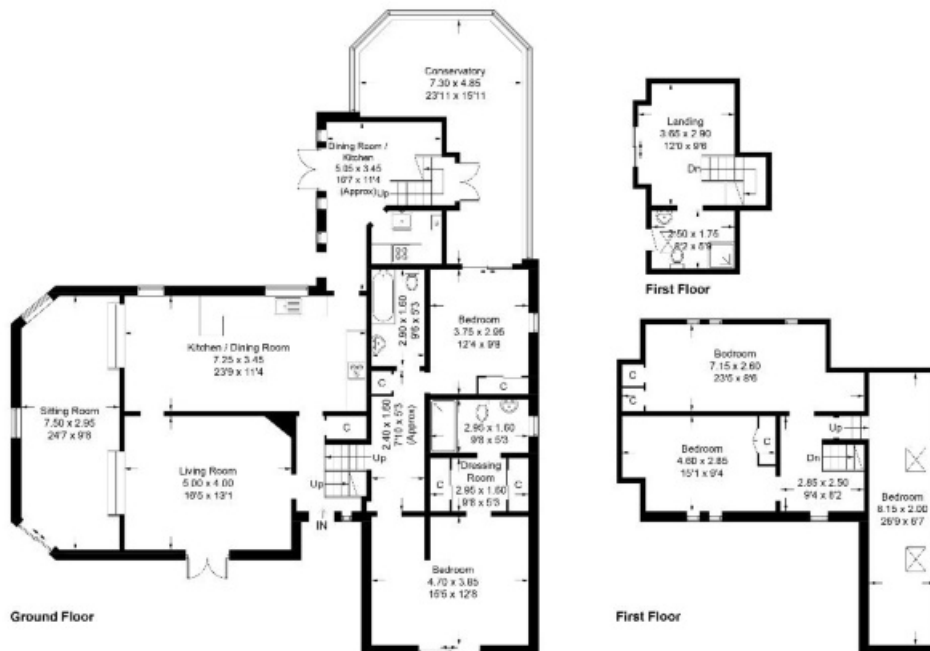 Conservatory
7.30 x 4.85
23'11 x 15'11
Dining Room /
Kitchen
5.05 x 3.45
16'7 x 11'4
(Approx)
Up
Landing
3.65 x 2.90
12'0 x 9'6
Dn
2.50 x 1.75
8'2 x 5'9
First Floor
Kitchen / Dining Room
7.25 x 3.45
23'9 x 11'4
2.90 x 1.60
9'6 x 5'3
Bedroom
3.75 x 2.95
12'4 x 9'8
C
C
C
Sitting Room
7.50 x 2.95
24'7 x 9'8
Living Room
5.00 x 4.00
16'5 x 13'1
2.40 x 1.60
7'10 x 5'3
(Approx)
Up
Up
IN
2.95 x 1.60
9'8 x 5'3
Dressing
Room
2.95 x 1.60
9'8 x 5'3
C
C
Bedroom
4.70 x 3.85
15'5 x 12'8
Ground Floor
Bedroom
7.15 x 2.60
23'5 x 8'6
C
C
Bedroom
4.60 x 2.85
15'1 x 9'4
C
Up
Dn
2.85 x 2.50
9'4 x 8'2
Bedroom
8.15 x 2.00
26'9 x 6'7
First Floor